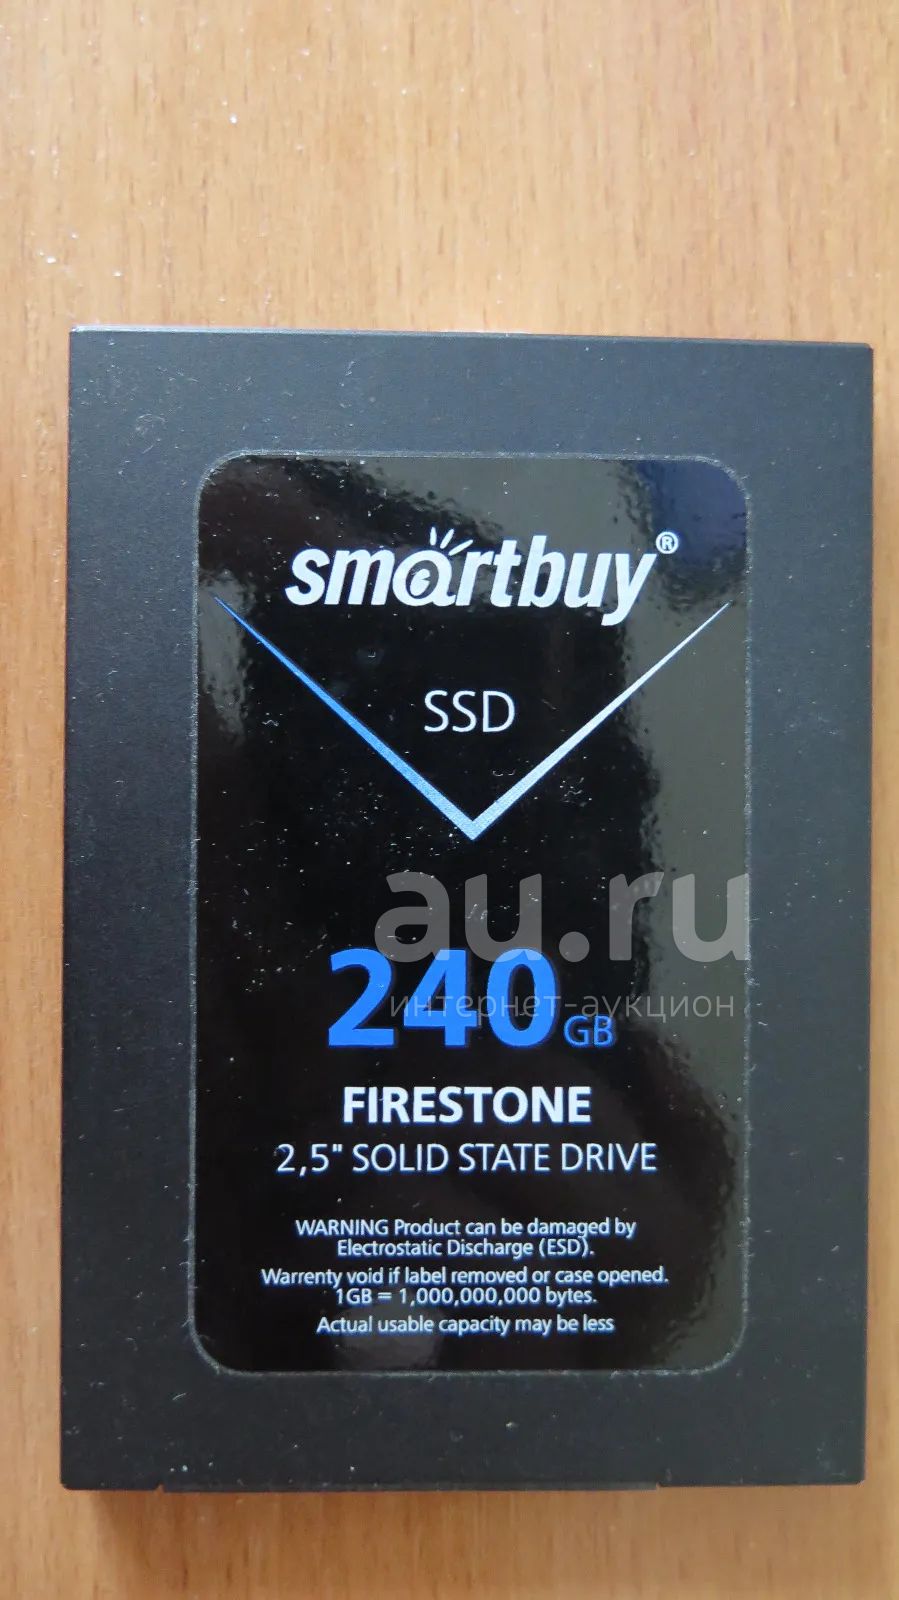 smartbuy®
SSD
au.ru
интернет-аукцион
240 GB
FIRESTONE
2,5" SOLID STATE DRIVE
WARNING Product can be damaged by
Electrostatic Discharge (ESD).
Warrenty void if label removed or case opened.
1GB = 1,000,000,000 bytes.
Actual usable capacity may be less